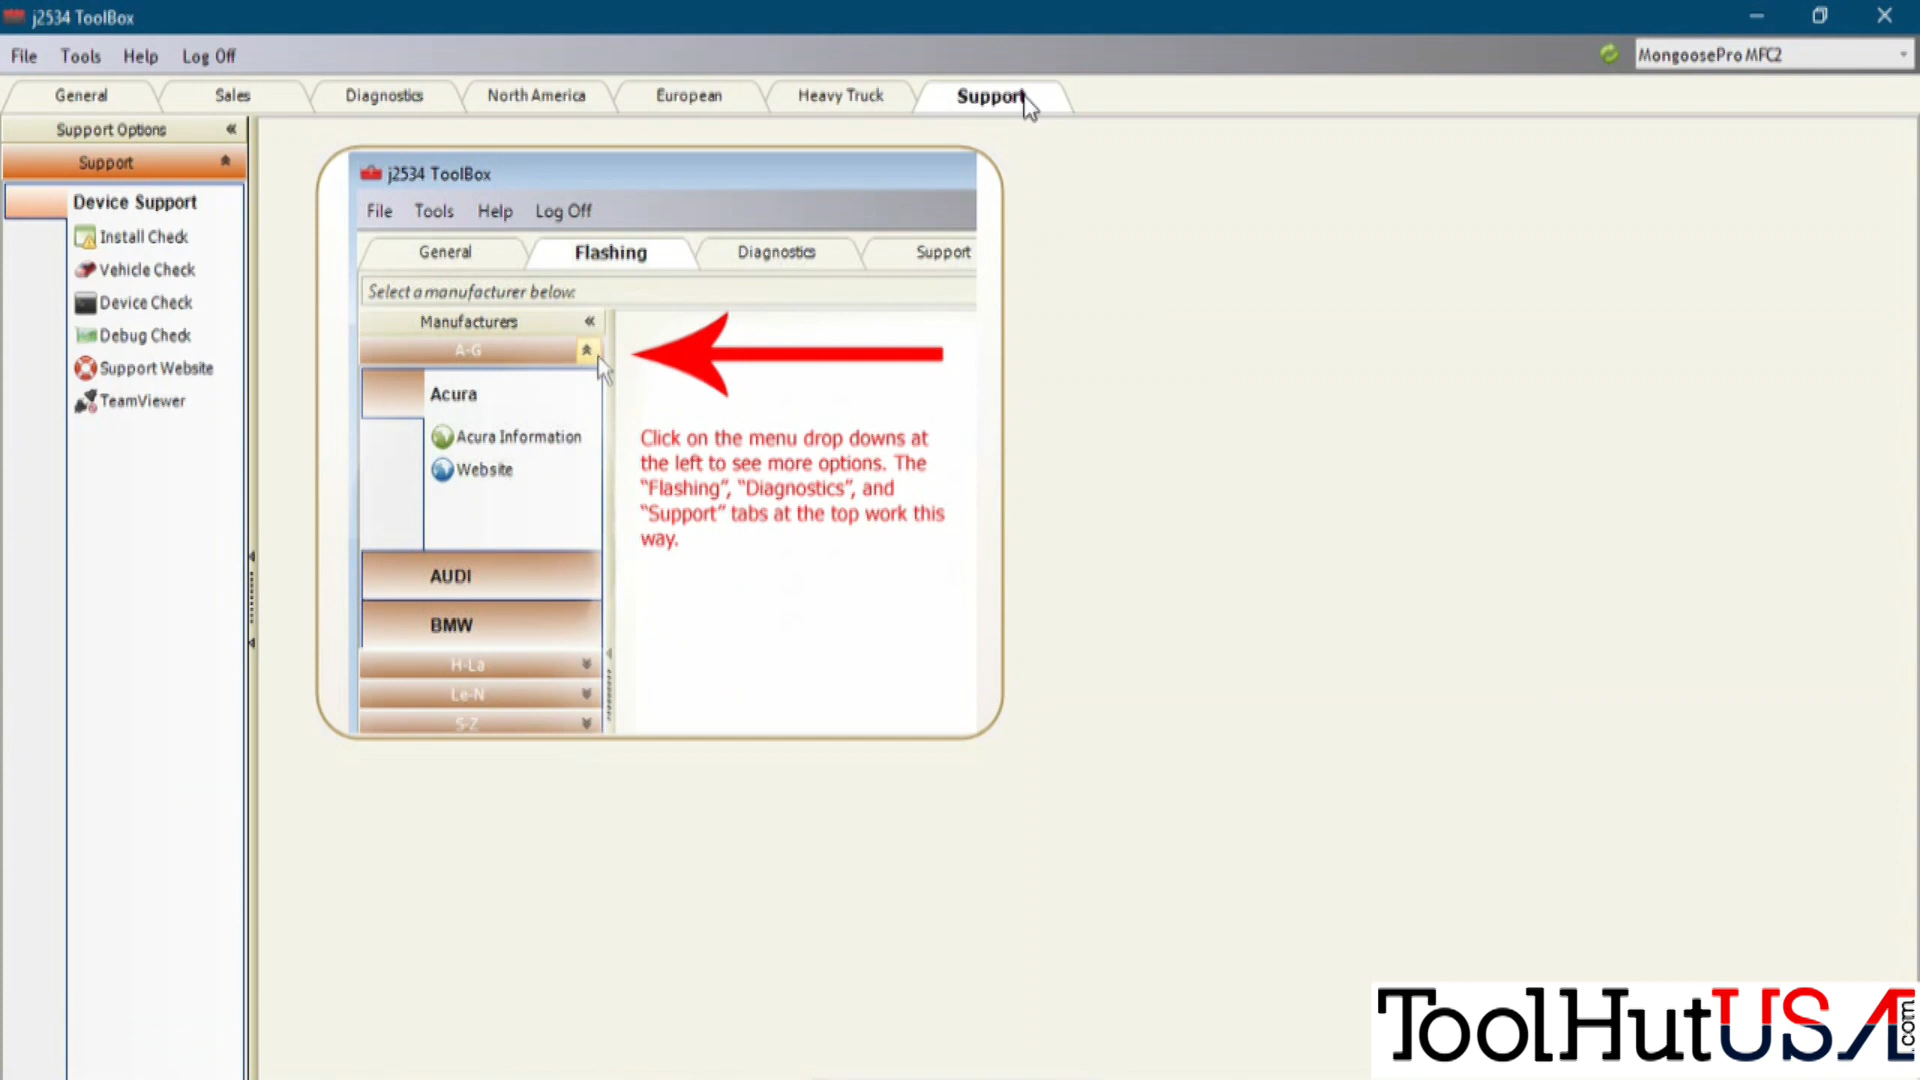 j2534 ToolBox
File Tools Help Log Off
MongoosePro MFC2
General Sales Diagnostics North America European Heavy Truck Support
Support Options
Support
Device Support
Install Check
Vehicle Check
Device Check
Debug Check
Support Website
TeamViewer
j2534 ToolBox
File Tools Help Log Off
General Flashing Diagnostics Support
Select a manufacturer below:
Manufacturers
A-G
Acura
Acura Information
Website
AUDI
BMW
H-La
Le-N
S-Z
Click on the menu drop downs at
the left to see more options. The
"Flashing", "Diagnostics", and
"Support" tabs at the top work this
way.
ToolHutUSA.com